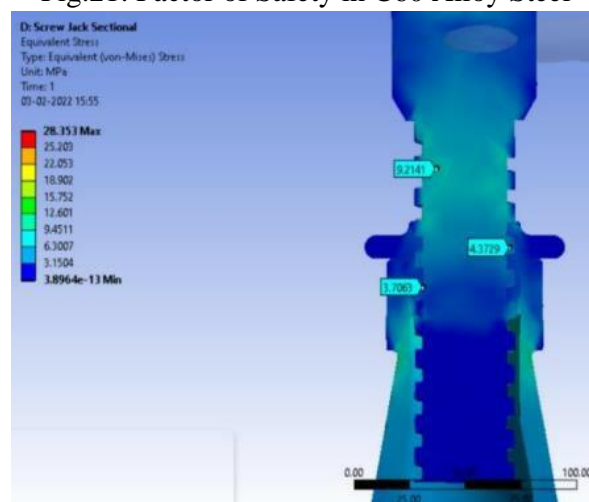 Fig.21: Factor of Safety in C60 Alloy Steel
D: Screw Jack Sectional
Equivalent Stress
Type: Equivalent (von-Mises) Stress
Unit: MPa
Time: 1
03-02-2022 15:55
28.353 Max
25.203
22.053
18.902
15.752
12.601
9.4511
6.3007
3.1504
3.8964e-13 Min
9.2141
4.3729
3.7063
0.00
100.00
25.00